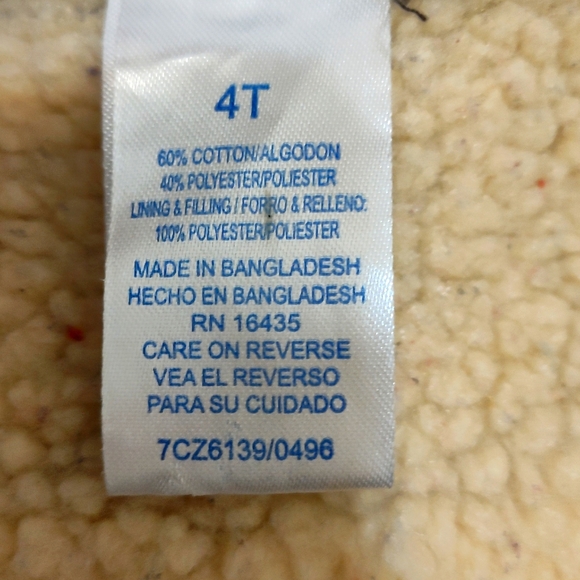 4T
60% COTTON/ALGODON
40% POLYESTER/POLIESTER
LINING & FILLING / FORRO & RELLENO:
100% POLYESTER/POLIESTER
MADE IN BANGLADESH
HECHO EN BANGLADESH
RN 16435
CARE ON REVERSE
VEA EL REVERSO
PARA SU CUIDADO
7CZ6139/0496